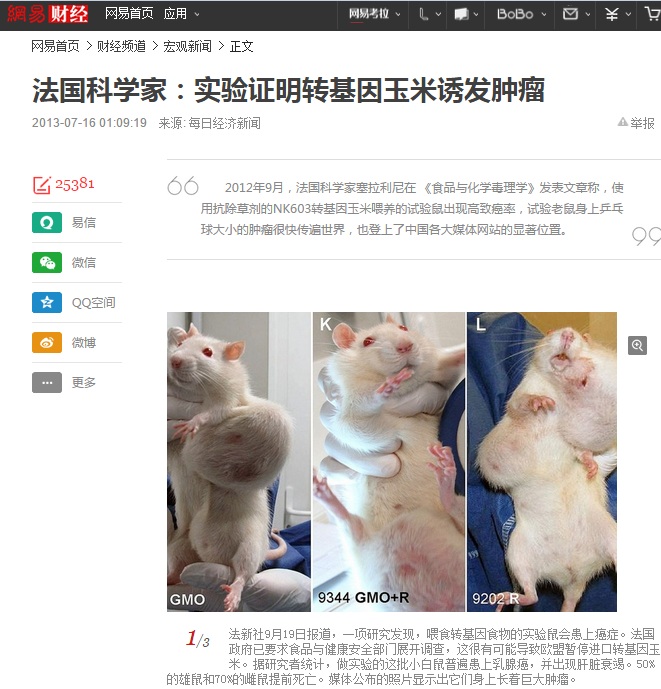 網易财经 网易首页 应用 网易考拉 BoBo
网易首页 > 财经频道 > 宏观新闻 > 正文
法国科学家：实验证明转基因玉米诱发肿瘤
2013-07-16 01:09:19 来源: 每日经济新闻 举报
25381
易信
微信
QQ空间
微博
更多
2012年9月，法国科学家塞拉利尼在 《食品与化学毒理学》发表文章称，使
用抗除草剂的NK603转基因玉米喂养的试验鼠出现高致癌率，试验老鼠身上乒乓
球大小的肿瘤很快传遍世界，也登上了中国各大媒体网站的显著位置。
K
L
GMO
9344 GMO+R
9202 R
1/3
法新社9月19日报道，一项研究发现，喂食转基因食物的实验鼠会患上癌症。法国
政府已要求食品与健康安全部门展开调查，这很有可能导致欧盟暂停进口转基因玉
米。据研究者统计，做实验的这批小白鼠普遍患上乳腺癌，并出现肝脏衰竭。50%
的雄鼠和70%的雌鼠提前死亡。媒体公布的照片显示出它们身上长着巨大肿瘤。